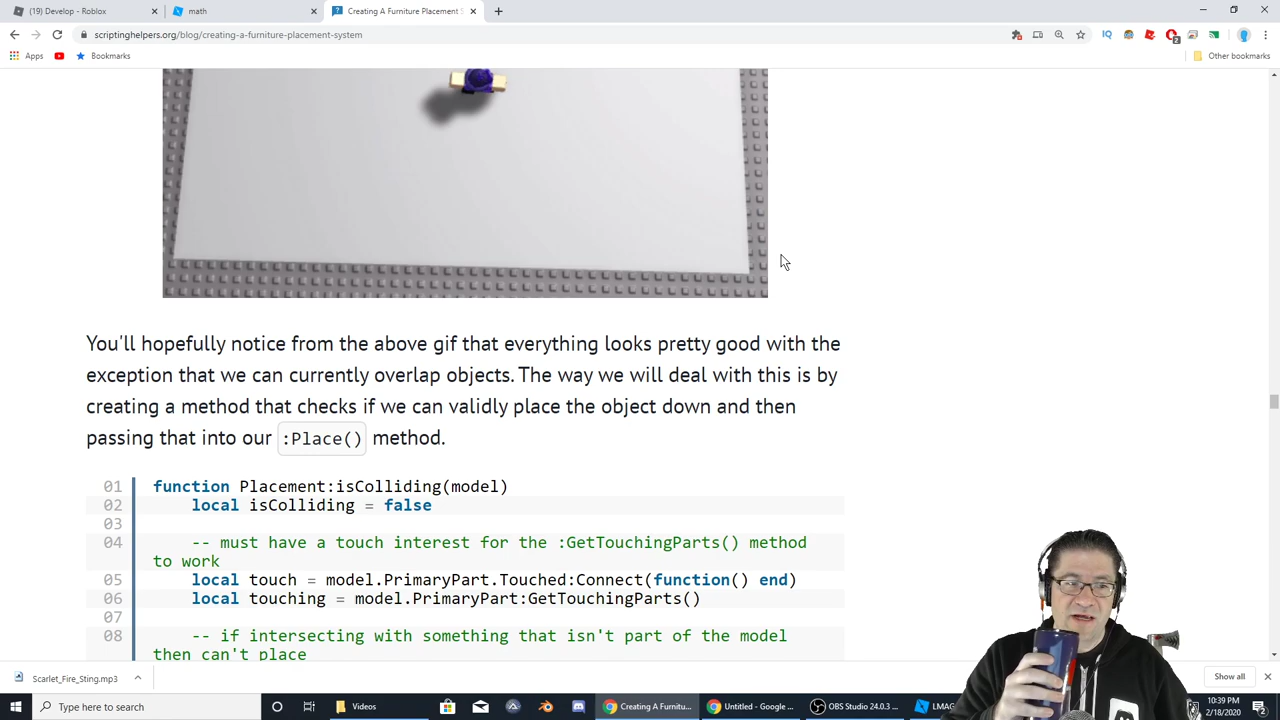 (19) Develop - Roblox
math
Creating A Furniture Placement S
scriptinghelpers.org/blog/creating-a-furniture-placement-system
Apps
Bookmarks
Other bookmarks
You'll hopefully notice from the above gif that everything looks pretty good with the
exception that we can currently overlap objects. The way we will deal with this is by
creating a method that checks if we can validly place the object down and then
passing that into our :Place() method.
01 function Placement:isColliding(model)
02 local isColliding = false
03
04 -- must have a touch interest for the :GetTouchingParts() method
to work
05 local touch = model.PrimaryPart.Touched:Connect(function() end)
06 local touching = model.PrimaryPart:GetTouchingParts()
07
08 -- if intersecting with something that isn't part of the model
then can't place
Scarlet_Fire_Sting.mp3
Show all
Type here to search
Videos
Creating A Furnitu...
Untitled - Google ...
OBS Studio 24.0.3 ...
LMAG
10:39 PM
2/18/2020